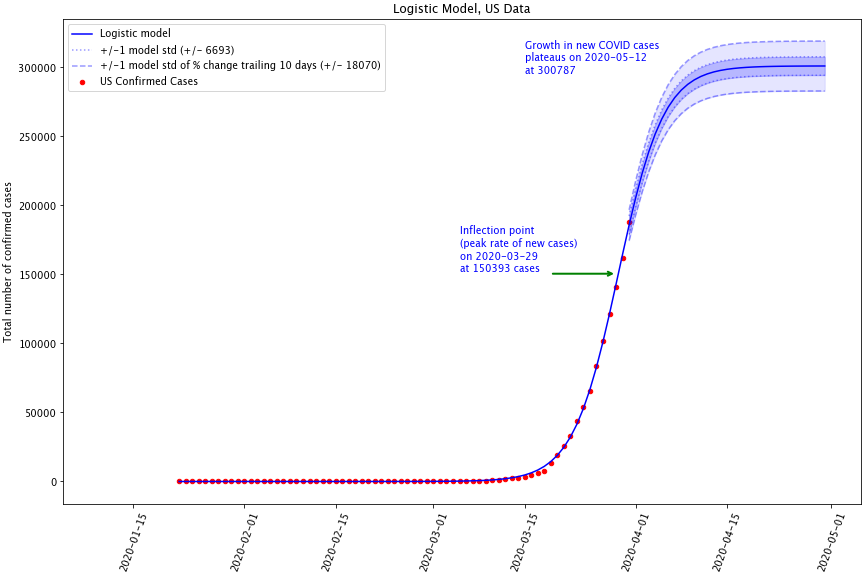 Logistic Model, US Data
Logistic model
+/-1 model std (+/- 6693)
+/-1 model std of % change trailing 10 days (+/- 18070)
US Confirmed Cases
Growth in new COVID cases
plateaus on 2020-05-12
at 300787
Inflection point
(peak rate of new cases)
on 2020-03-29
at 150393 cases
Total number of confirmed cases
300000
250000
200000
150000
100000
50000
0
2020-01-15
2020-02-01
2020-02-15
2020-03-01
2020-03-15
2020-04-01
2020-04-15
2020-05-01